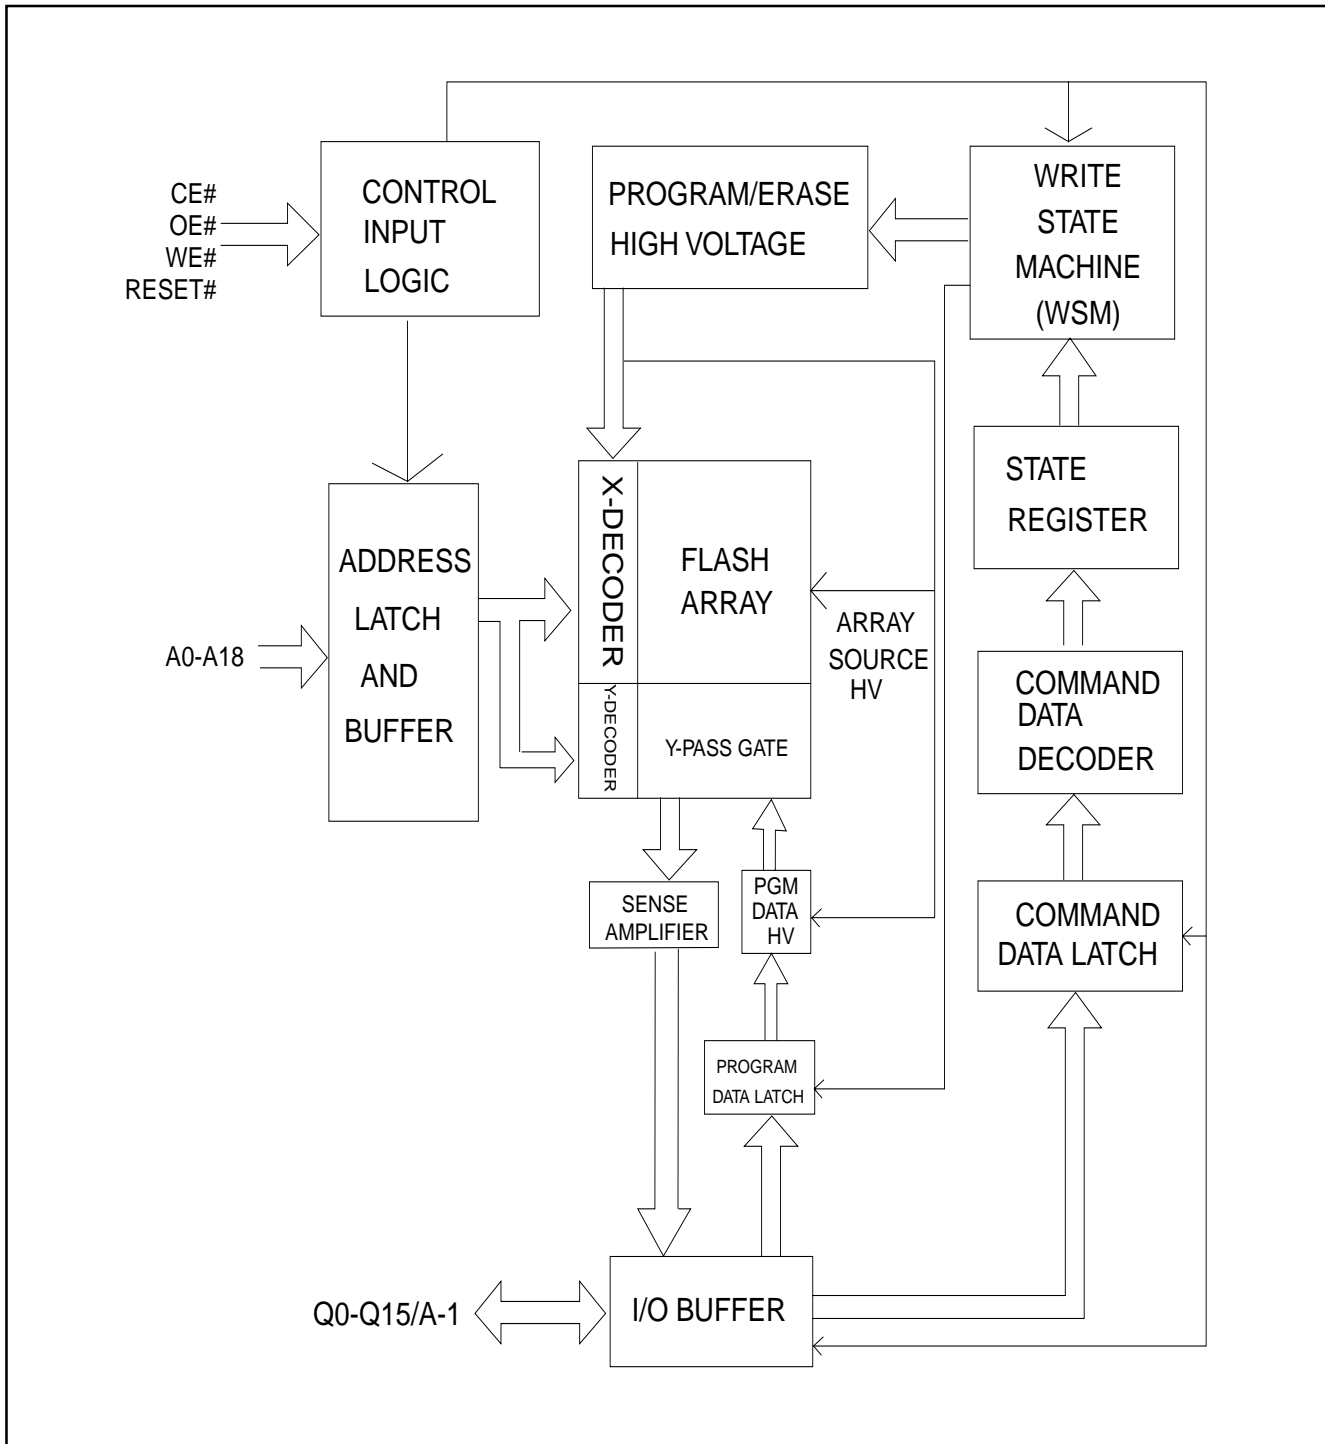 CE#
OE#
WE#
RESET#
CONTROL
INPUT
LOGIC
PROGRAM/ERASE
HIGH VOLTAGE
WRITE
STATE
MACHINE
(WSM)
STATE
REGISTER
A0-A18
ADDRESS
LATCH
AND
BUFFER
X-DECODER
FLASH
ARRAY
ARRAY
SOURCE
HV
Y-DECODER
Y-PASS GATE
COMMAND
DATA
DECODER
SENSE
AMPLIFIER
PGM
DATA
HV
COMMAND
DATA LATCH
PROGRAM
DATA LATCH
Q0-Q15/A-1
I/O BUFFER